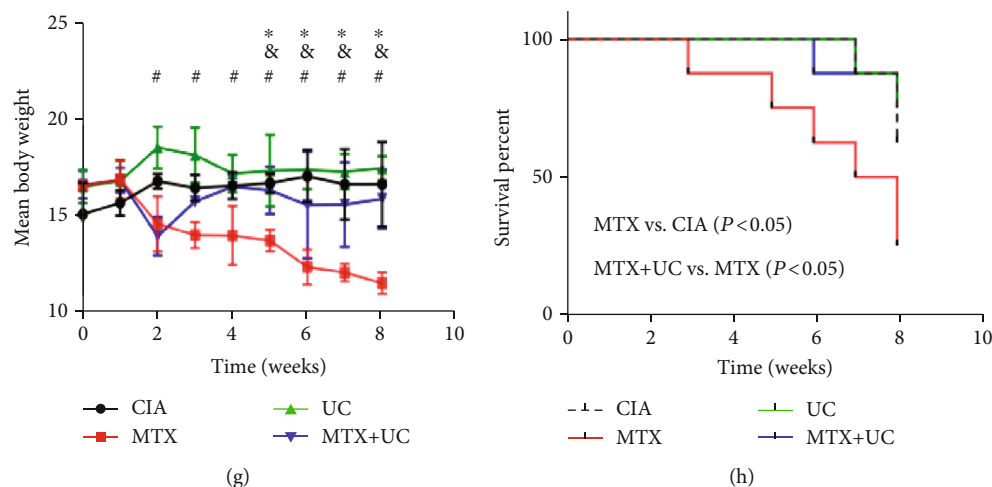 25
20
15
10
Mean body weight
* * * *
& & & &
# # # # # # #
0 2 4 6 8 10
Time (weeks)
CIA
UC
MTX
MTX+UC
(g)
100
50
0
Survival percent
MTX vs. CIA (P<0.05)
MTX+UC vs. MTX (P<0.05)
0 2 4 6 8 10
Time (weeks)
CIA
UC
MTX
MTX+UC
(h)